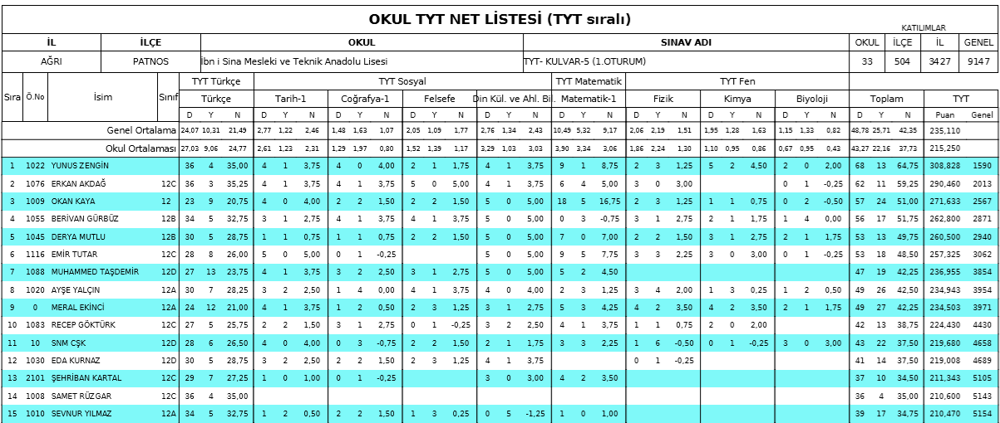 OKUL TYT NET LİSTESİ (TYT sıralı)
KATILIMLAR
İL İLÇE OKUL SINAV ADI OKUL İLÇE İL GENEL
AĞRI PATNOS İbn i Sina Mesleki ve Teknik Anadolu Lisesi TYT- KULVAR-5 (1.OTURUM) 33 504 3427 9147
TYT Türkçe TYT Sosyal TYT Matematik TYT Fen
Sıra Ö.No İsim Sınıf Türkçe Tarih-1 Coğrafya-1 Felsefe Din Kül. ve Ahl. Bil. Matematik-1 Fizik Kimya Biyoloji Toplam TYT
D Y N D Y N D Y N D Y N D Y N D Y N D Y N D Y N D Y N D Y N Puan Genel
Genel Ortalama 24,07 10,31 21,49 2,77 1,22 2,46 1,48 1,63 1,07 2,05 1,09 1,77 2,76 1,34 2,43 10,49 5,32 9,17 2,06 2,19 1,51 1,95 1,28 1,63 1,15 1,33 0,82 48,78 25,71 42,35 235,110
Okul Ortalaması 27,03 9,06 24,77 2,61 1,23 2,31 1,29 1,97 0,80 1,52 1,39 1,17 3,29 1,03 3,03 3,90 3,34 3,06 1,86 2,24 1,30 1,10 0,95 0,86 0,67 0,95 0,43 43,27 22,16 37,73 215,250
1 1022 YUNUS ZENGİN 36 4 35,00 4 1 3,75 4 0 4,00 2 1 1,75 4 1 3,75 9 1 8,75 2 3 1,25 5 2 4,50 2 0 2,00 68 13 64,75 308,828 1590
2 1076 ERKAN AKDAĞ 12C 36 3 35,25 4 1 3,75 4 1 3,75 5 0 5,00 4 1 3,75 6 4 5,00 3 0 3,00 0 1 -0,25 62 11 59,25 290,460 2013
3 1009 OKAN KAYA 12 23 9 20,75 4 0 4,00 2 2 1,50 2 2 1,50 5 0 5,00 18 5 16,75 2 3 1,25 1 1 0,75 0 2 -0,50 57 24 51,00 271,633 2567
4 1055 BERİVAN GÜRBÜZ 12B 34 5 32,75 3 1 2,75 4 1 3,75 4 1 3,75 5 0 5,00 0 3 -0,75 3 1 2,75 2 1 1,75 1 4 0,00 56 17 51,75 262,800 2871
5 1045 DERYA MUTLU 12B 30 5 28,75 1 1 0,75 1 1 0,75 2 2 1,50 5 0 5,00 7 0 7,00 2 2 1,50 3 1 2,75 2 1 1,75 53 13 49,75 260,500 2940
6 1116 EMİR TUTAR 12C 28 8 26,00 5 0 5,00 0 1 -0,25 5 0 5,00 9 5 7,75 3 3 2,25 3 0 3,00 0 1 -0,25 53 18 48,50 257,325 3062
7 1088 MUHAMMED TAŞDEMİR 12D 27 13 23,75 4 1 3,75 3 2 2,50 3 1 2,75 5 0 5,00 5 2 4,50 47 19 42,25 236,955 3854
8 1020 AYŞE YALÇIN 12A 30 7 28,25 3 2 2,50 1 4 0,00 4 1 3,75 4 0 4,00 2 3 1,25 3 4 2,00 1 3 0,25 1 2 0,50 49 26 42,50 234,943 3954
9 0 MERAL EKİNCİ 12A 24 12 21,00 4 1 3,75 1 2 0,50 2 3 1,25 3 1 2,75 5 3 4,25 4 2 3,50 4 2 3,50 2 1 1,75 49 27 42,25 234,503 3971
10 1083 RECEP GÖKTÜRK 12C 27 5 25,75 2 2 1,50 3 1 2,75 0 1 -0,25 3 2 2,50 4 1 3,75 1 1 0,75 2 0 2,00 42 13 38,75 224,430 4430
11 10 SNM CŞK 12D 28 6 26,50 4 0 4,00 0 3 -0,75 2 2 1,50 2 1 1,75 3 3 2,25 1 6 -0,50 0 1 -0,25 3 0 3,00 43 22 37,50 219,680 4658
12 1030 EDA KURNAZ 12D 30 5 28,75 3 2 2,50 2 2 1,50 2 3 1,25 4 1 3,75 0 1 -0,25 41 14 37,50 219,008 4689
13 2101 ŞEHRİBAN KARTAL 12C 29 7 27,25 1 0 1,00 0 1 -0,25 3 0 3,00 4 2 3,50 37 10 34,50 211,343 5105
14 1008 SAMET RÜZGAR 12C 36 4 35,00 36 4 35,00 210,600 5143
15 1010 SEVNUR YILMAZ 12A 34 5 32,75 1 2 0,50 2 2 1,50 1 3 0,25 0 5 -1,25 1 0 1,00 39 17 34,75 210,470 5154